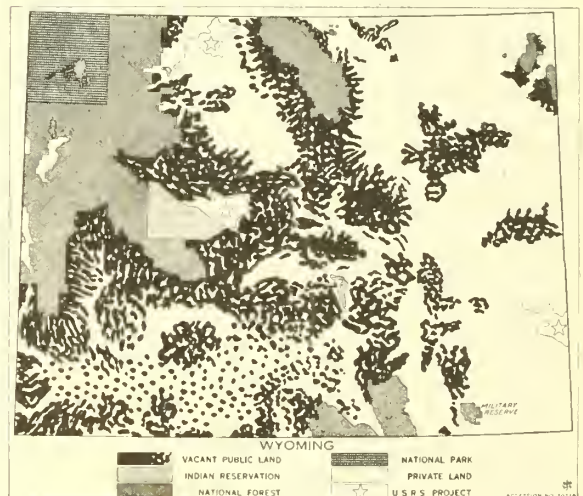 MILITARY
RESERVE
WYOMING
VACANT PUBLIC LAND
INDIAN RESERVATION
NATIONAL FOREST
NATIONAL PARK
PRIVATE LAND
U.S.R.S. PROJECT